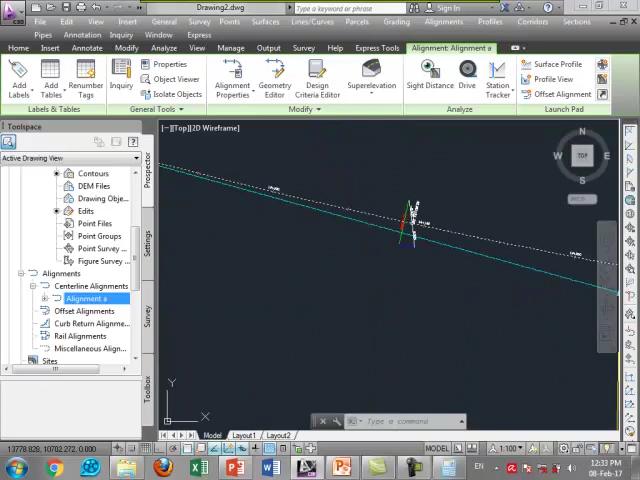 Drawing2.dwg
Type a keyword or phrase
Sign In
File Edit View Insert General Survey Points Surfaces Lines/Curves Parcels Grading Alignments Profiles Corridors Sections
Pipes Annotation Inquiry Window Express
Home Insert Annotate Modify Analyze View Manage Output Survey Help Express Tools Alignment: Alignment a
Add Labels
Add Tables
Renumber Tags
Inquiry
Properties
Object Viewer
Isolate Objects
Alignment Properties
Geometry Editor
Design Criteria Editor
Superelevation
Sight Distance
Drive
Station Tracker
Surface Profile
Profile View
Offset Alignment
Labels & Tables
General Tools
Modify
Analyze
Launch Pad
Toolspace
Active Drawing View
Contours
DEM Files
Drawing Obje...
Edits
Point Files
Point Groups
Point Survey ...
Figure Survey ...
Alignments
Centerline Alignments
Alignment a
Offset Alignments
Curb Return Alignme...
Rail Alignments
Miscellaneous Align...
Sites
Prospector
Settings
Survey
Toolbox
[−][Top][2D Wireframe]
N
W TOP E
S
Y
X
Type a command
Model Layout1 Layout2
13778.828, 10702.272, 0.000
MODEL
1:100
EN
12:33 PM
08-Feb-17